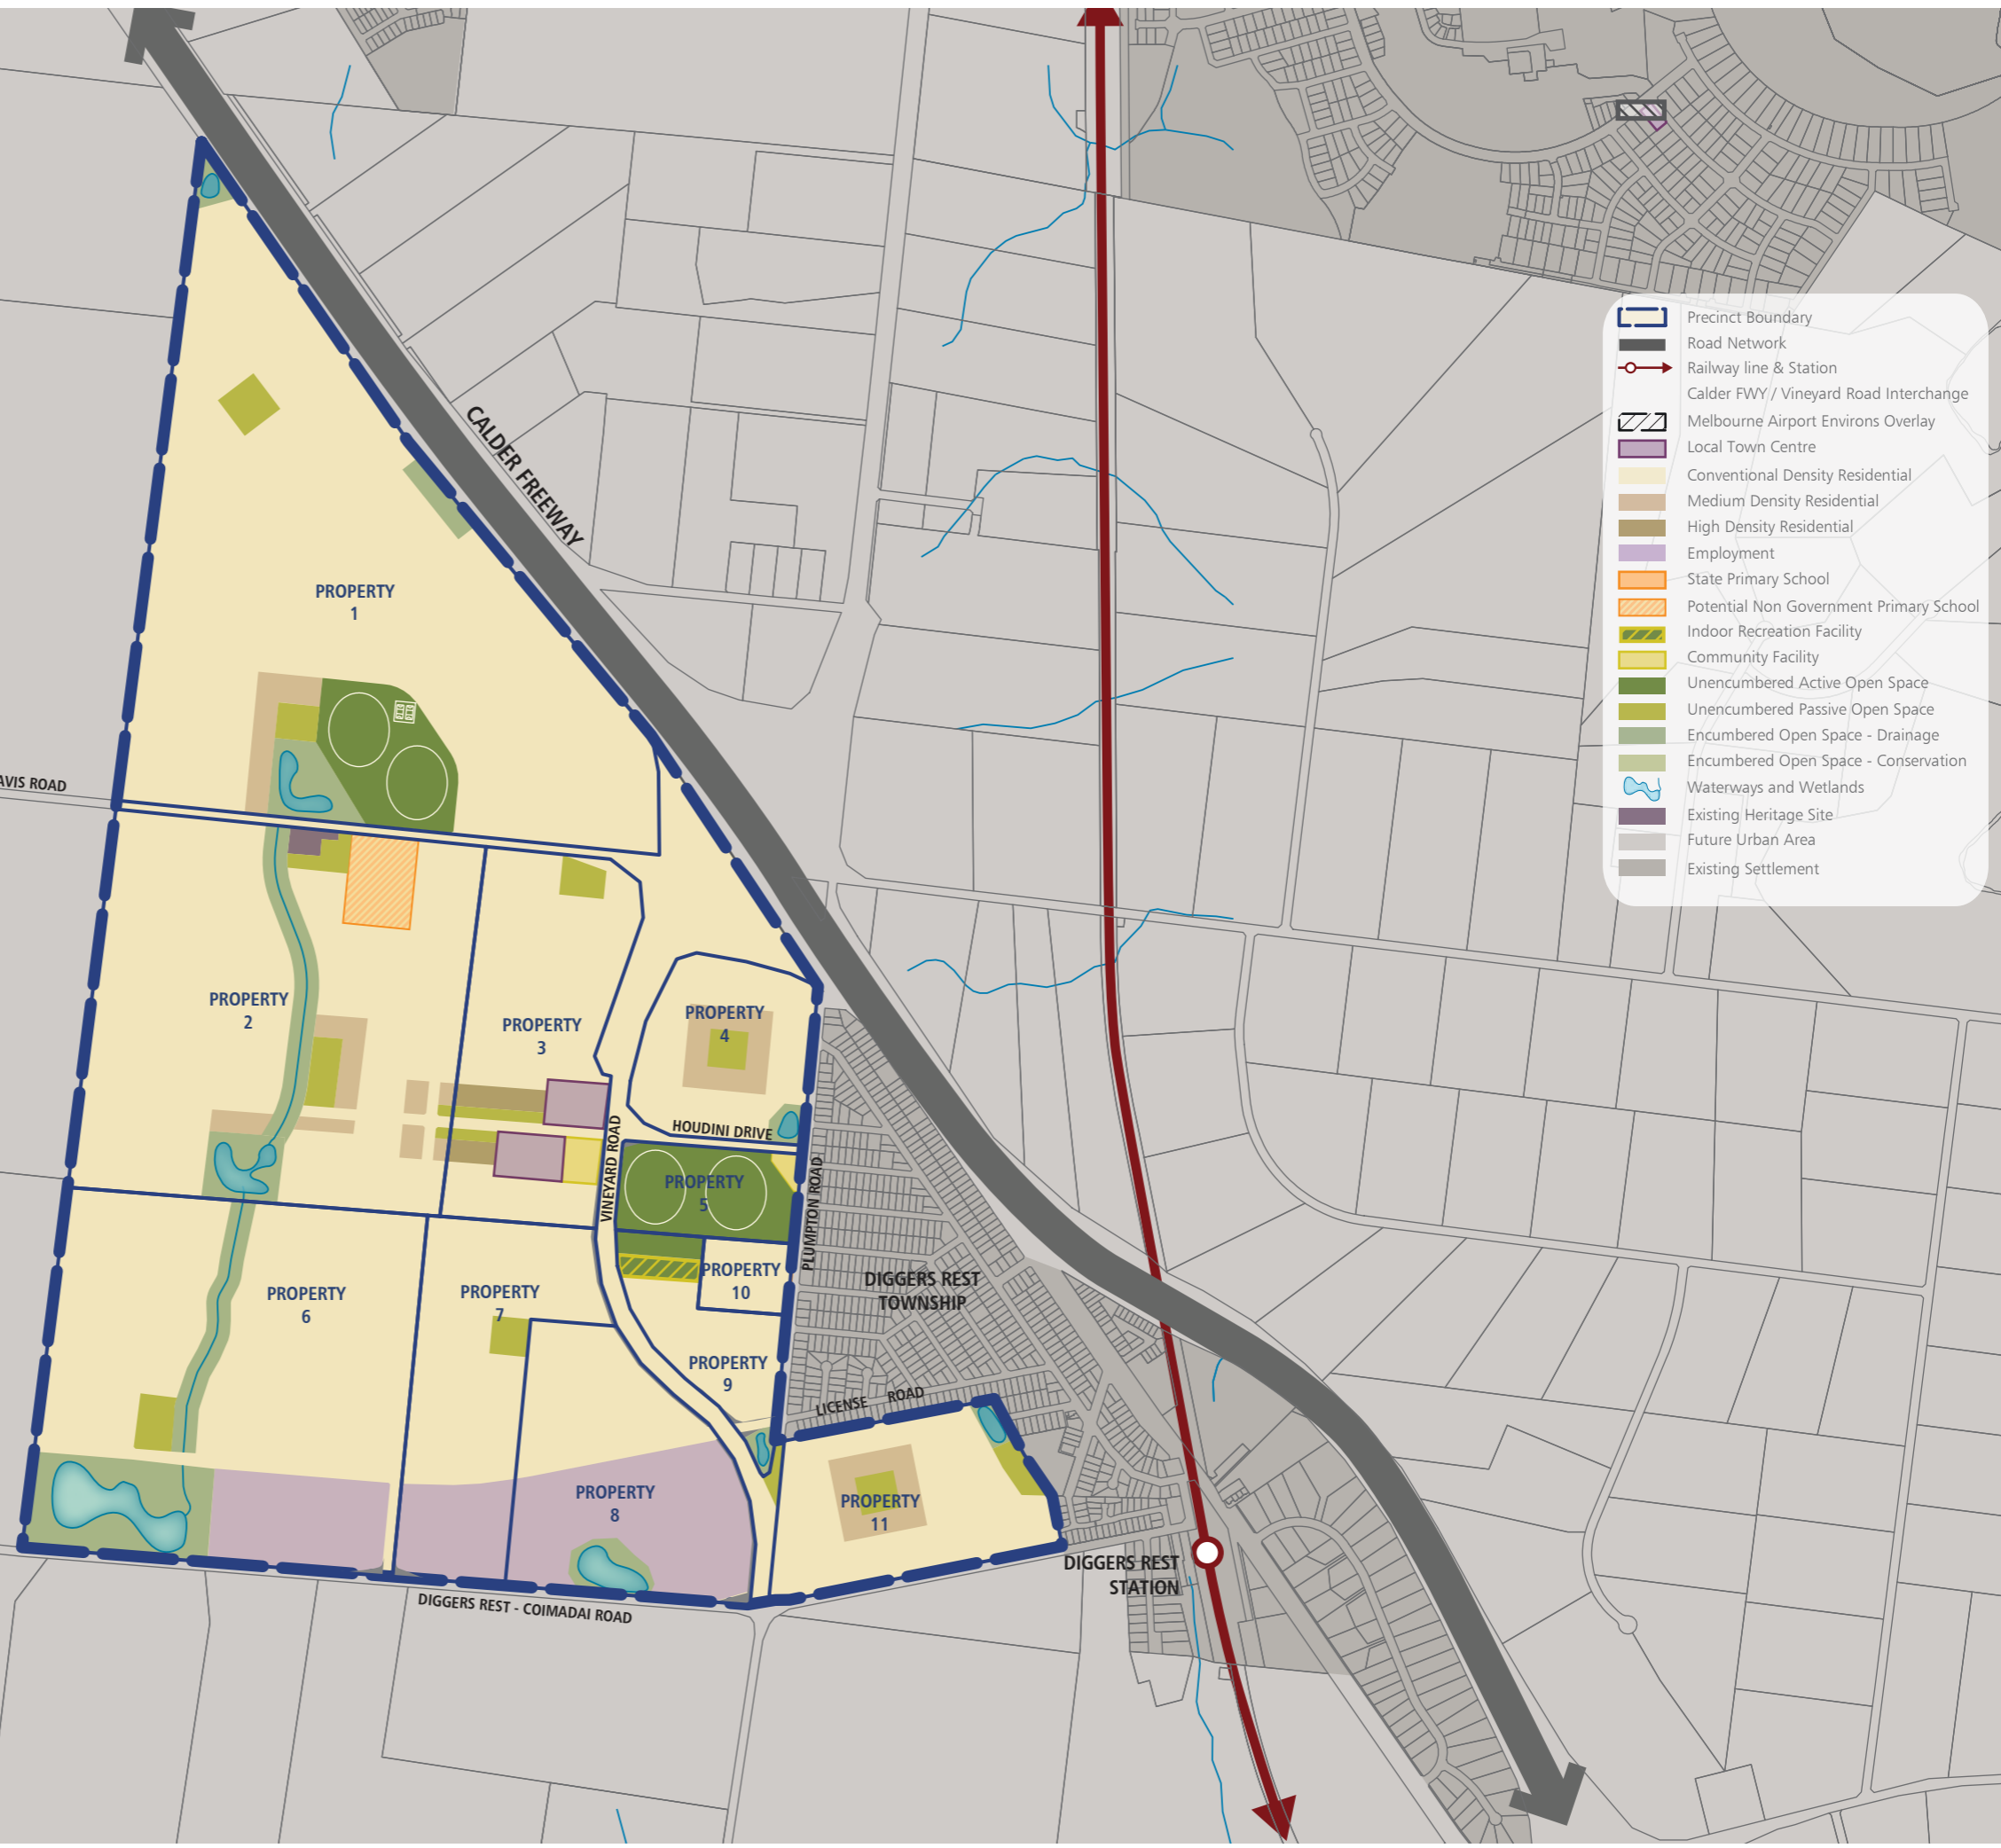 CALDER FREEWAY
Precinct Boundary
Road Network
Railway line & Station
Calder FWY / Vineyard Road Interchange
Melbourne Airport Environs Overlay
Local Town Centre
Conventional Density Residential
Medium Density Residential
High Density Residential
Employment
State Primary School
Potential Non Government Primary School
Indoor Recreation Facility
Community Facility
Unencumbered Active Open Space
Unencumbered Passive Open Space
Encumbered Open Space - Drainage
Encumbered Open Space - Conservation
Waterways and Wetlands
Existing Heritage Site
Future Urban Area
Existing Settlement
PROPERTY
1
AVIS ROAD
PROPERTY
2
PROPERTY
3
PROPERTY
4
HOUDINI DRIVE
VINEYARD ROAD
PLUMPTON ROAD
PROPERTY
5
PROPERTY
6
PROPERTY
7
PROPERTY
10
DIGGERS REST
TOWNSHIP
PROPERTY
9
LICENSE ROAD
PROPERTY
8
PROPERTY
11
DIGGERS REST
STATION
DIGGERS REST - COIMADAI ROAD